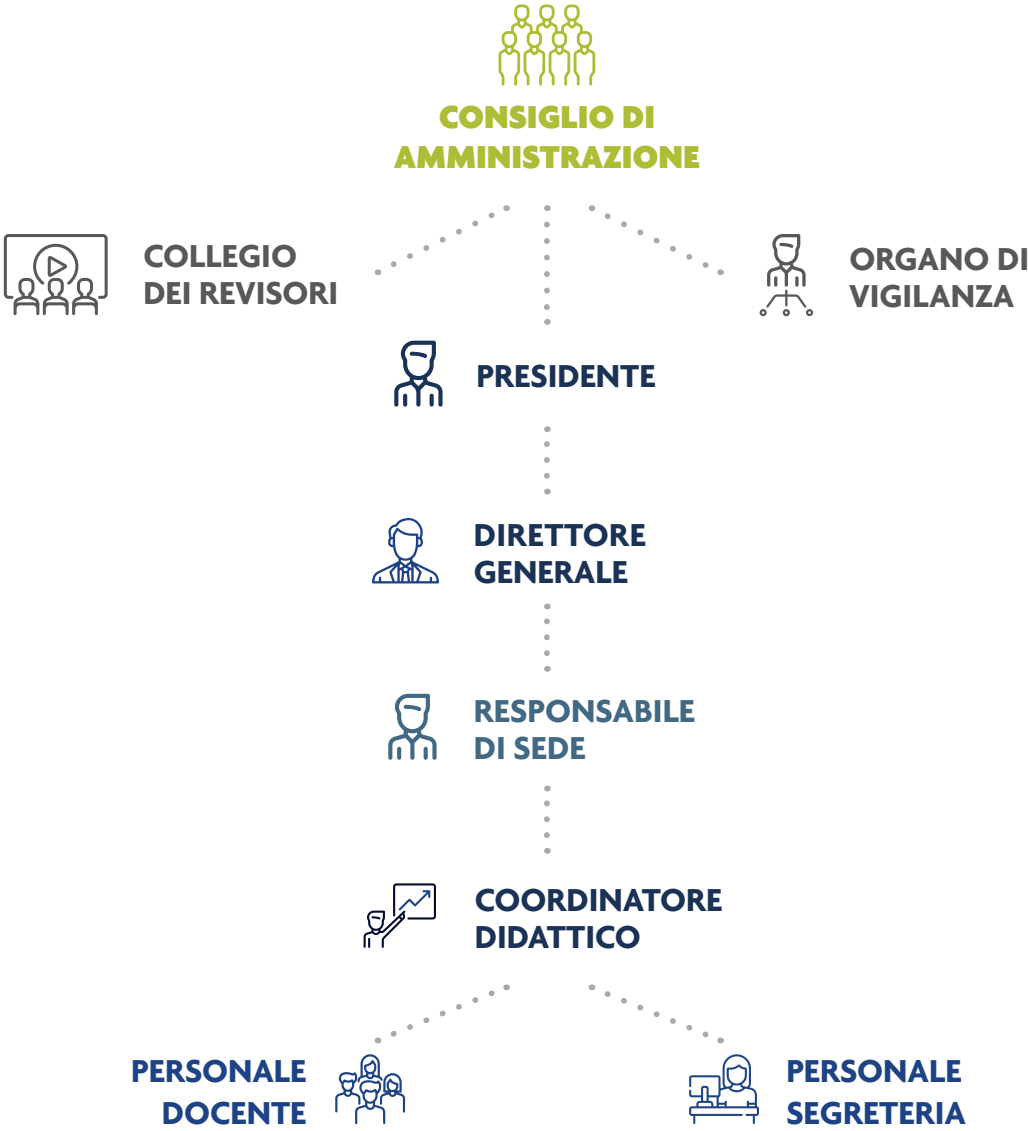 CONSIGLIO DI
AMMINISTRAZIONE
COLLEGIO
DEI REVISORI
ORGANO DI
VIGILANZA
PRESIDENTE
DIRETTORE
GENERALE
RESPONSABILE
DI SEDE
COORDINATORE
DIDATTICO
PERSONALE
DOCENTE
PERSONALE
SEGRETERIA